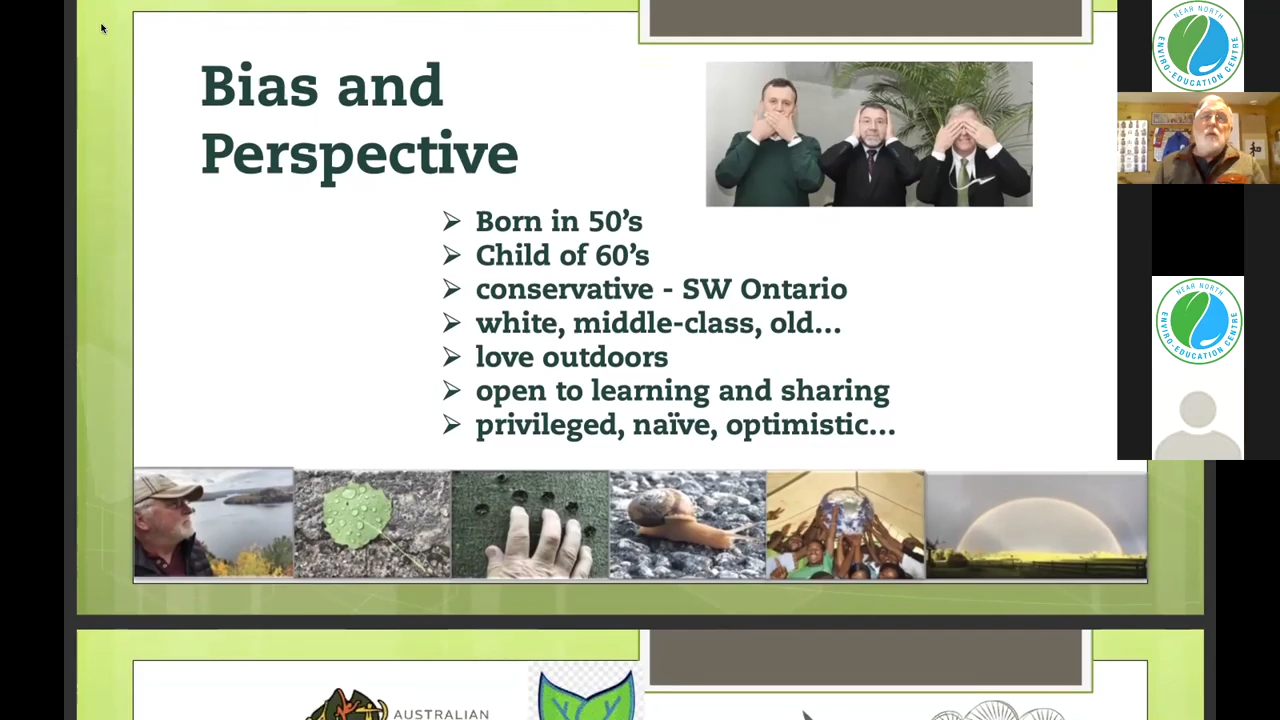 Bias and
Perspective
➢ Born in 50’s
➢ Child of 60’s
➢ conservative - SW Ontario
➢ white, middle-class, old...
➢ love outdoors
➢ open to learning and sharing
➢ privileged, naïve, optimistic...
AUSTRALIAN
NEAR NORTH
ENVIRO-EDUCATION CENTRE
和
NEAR NORTH
ENVIRO-EDUCATION CENTRE